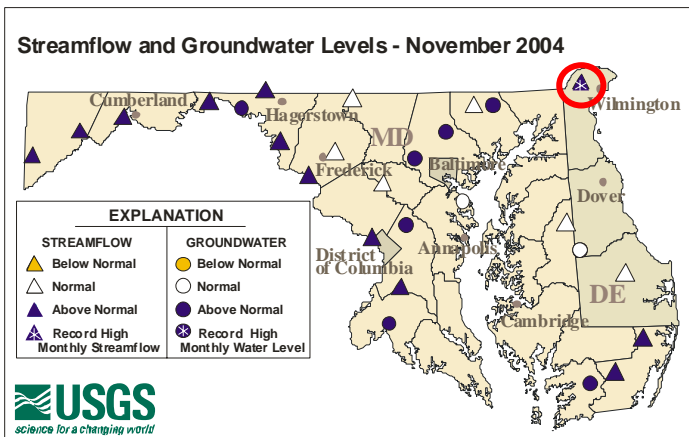 Streamflow and Groundwater Levels - November 2004
Cumberland
Hagerstown
Wilmington
MD
Frederick
Baltimore
Dover
District
of Columbia
Annapolis
Cambridge
DE
EXPLANATION
STREAMFLOW GROUNDWATER
Below Normal Below Normal
Normal Normal
Above Normal Above Normal
Record High Record High
Monthly Streamflow Monthly Water Level
USGS
science for a changing world